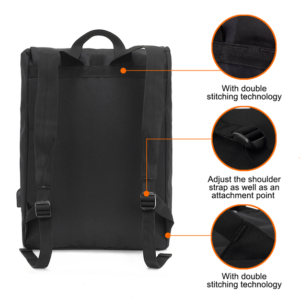 With double
stitching technology
Adjust the shoulder
strap as well as an
attachment point
With double
stitching technology